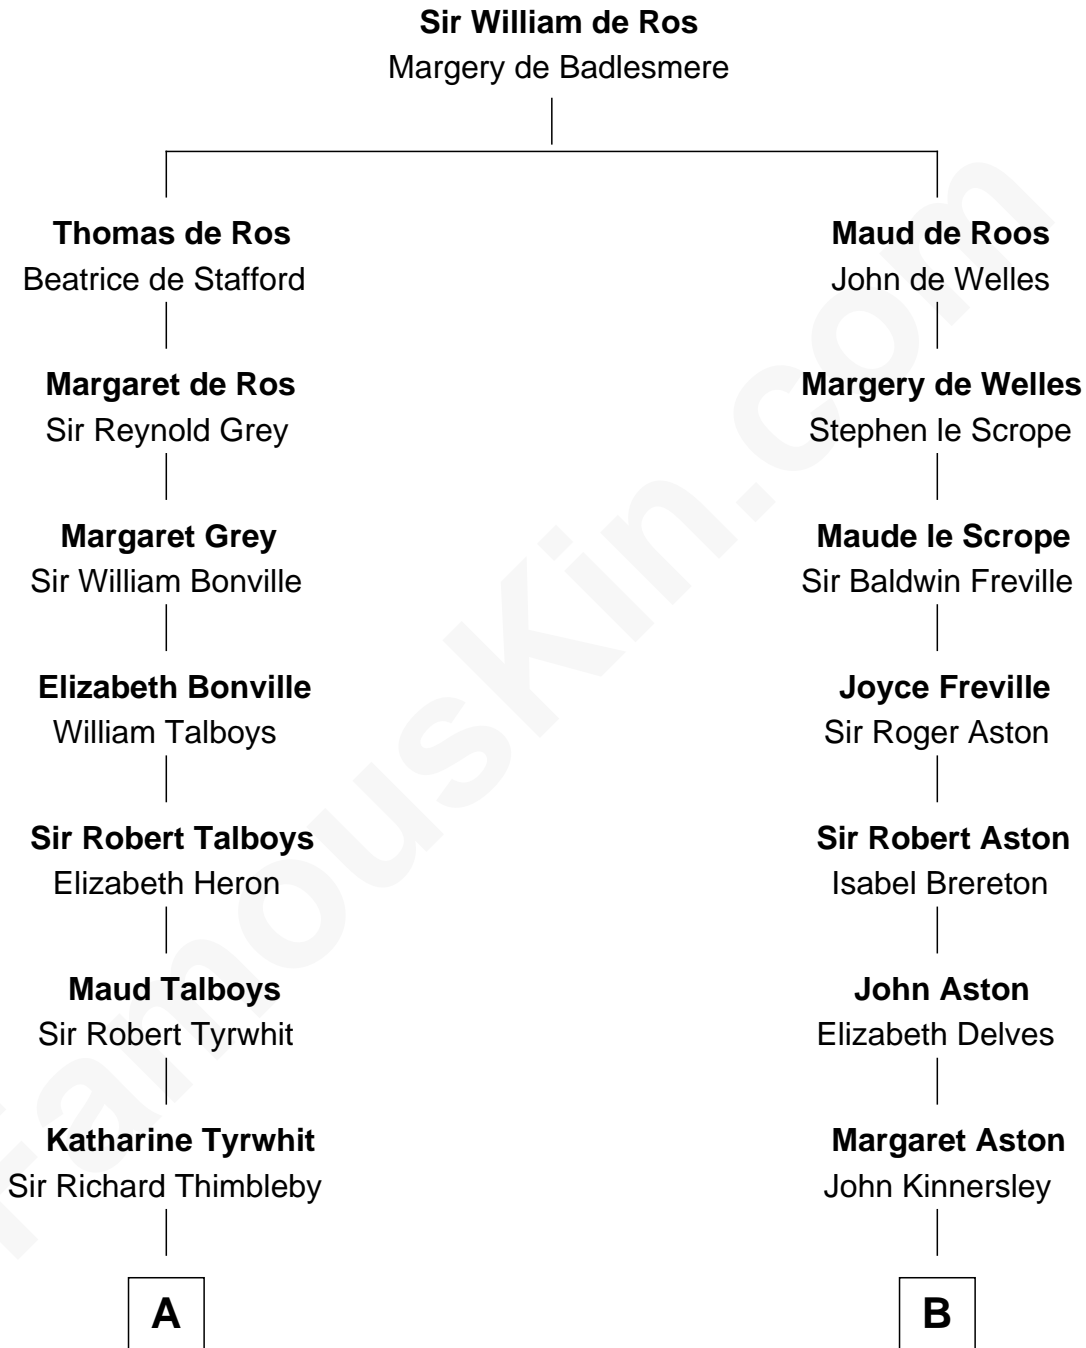 Sir William de Ros
Margery de Badlesmere
Thomas de Ros
Beatrice de Stafford
Maud de Roos
John de Welles
Margaret de Ros
Sir Reynold Grey
Margery de Welles
Stephen le Scrope
Margaret Grey
Sir William Bonville
Maude le Scrope
Sir Baldwin Freville
Elizabeth Bonville
William Talboys
Joyce Freville
Sir Roger Aston
Sir Robert Talboys
Elizabeth Heron
Sir Robert Aston
Isabel Brereton
Maud Talboys
Sir Robert Tyrwhit
John Aston
Elizabeth Delves
Katharine Tyrwhit
Sir Richard Thimbleby
Margaret Aston
John Kinnersley
A
B
FamousKin.com